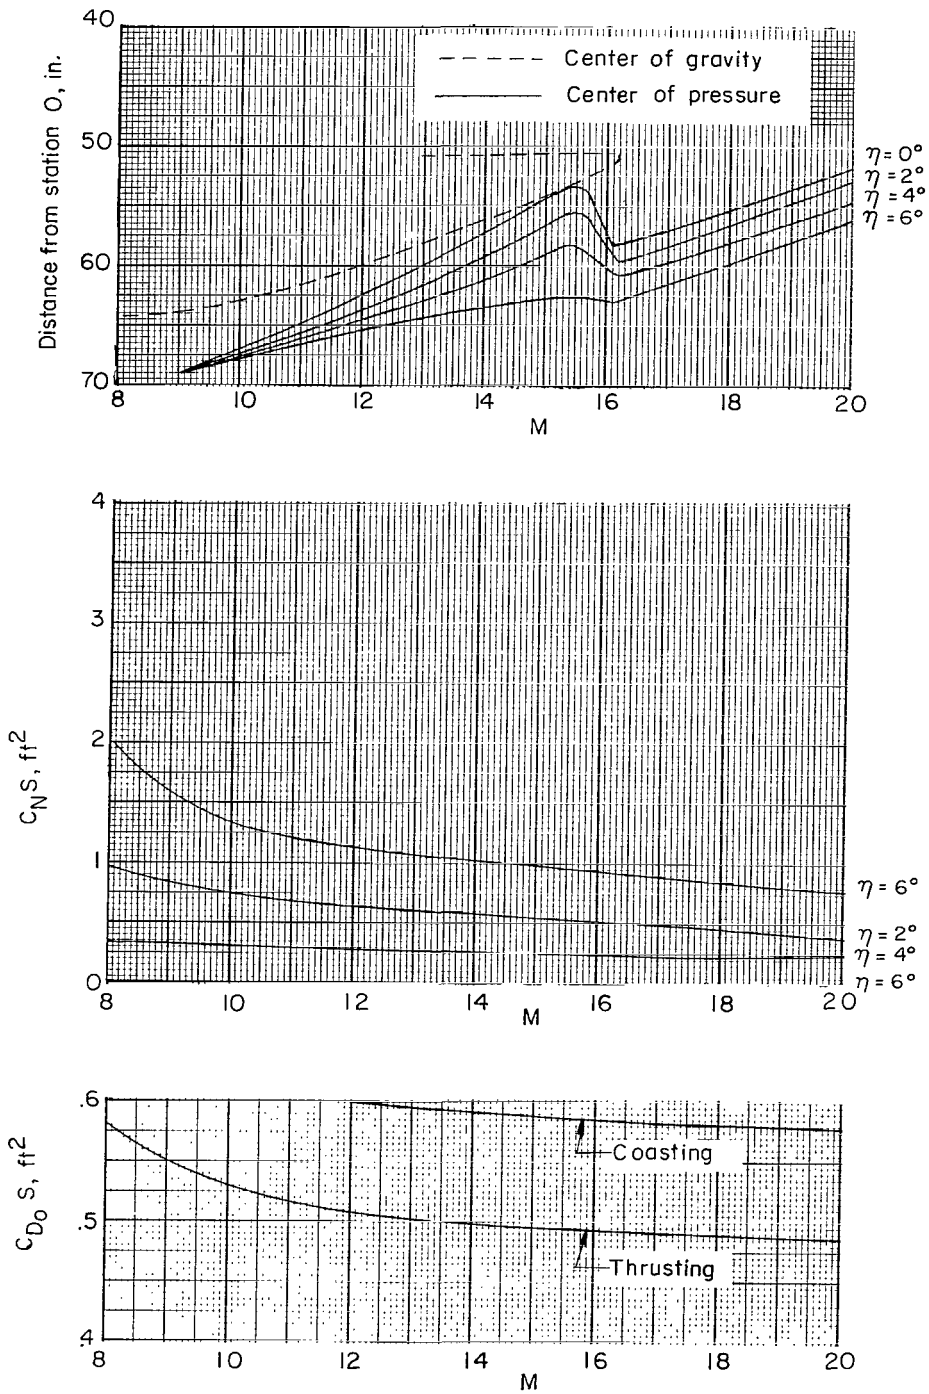 40
50
60
70
Distance from station 0, in.
Center of gravity
Center of pressure
η = 0°
η = 2°
η = 4°
η = 6°
8 10 12 14 16 18 20
M
4
3
2
1
0
C_N S, ft²
η = 6°
η = 2°
η = 4°
η = 6°
8 10 12 14 16 18 20
M
.6
.5
.4
C_D₀ S, ft²
Coasting
Thrusting
8 10 12 14 16 18 20
M